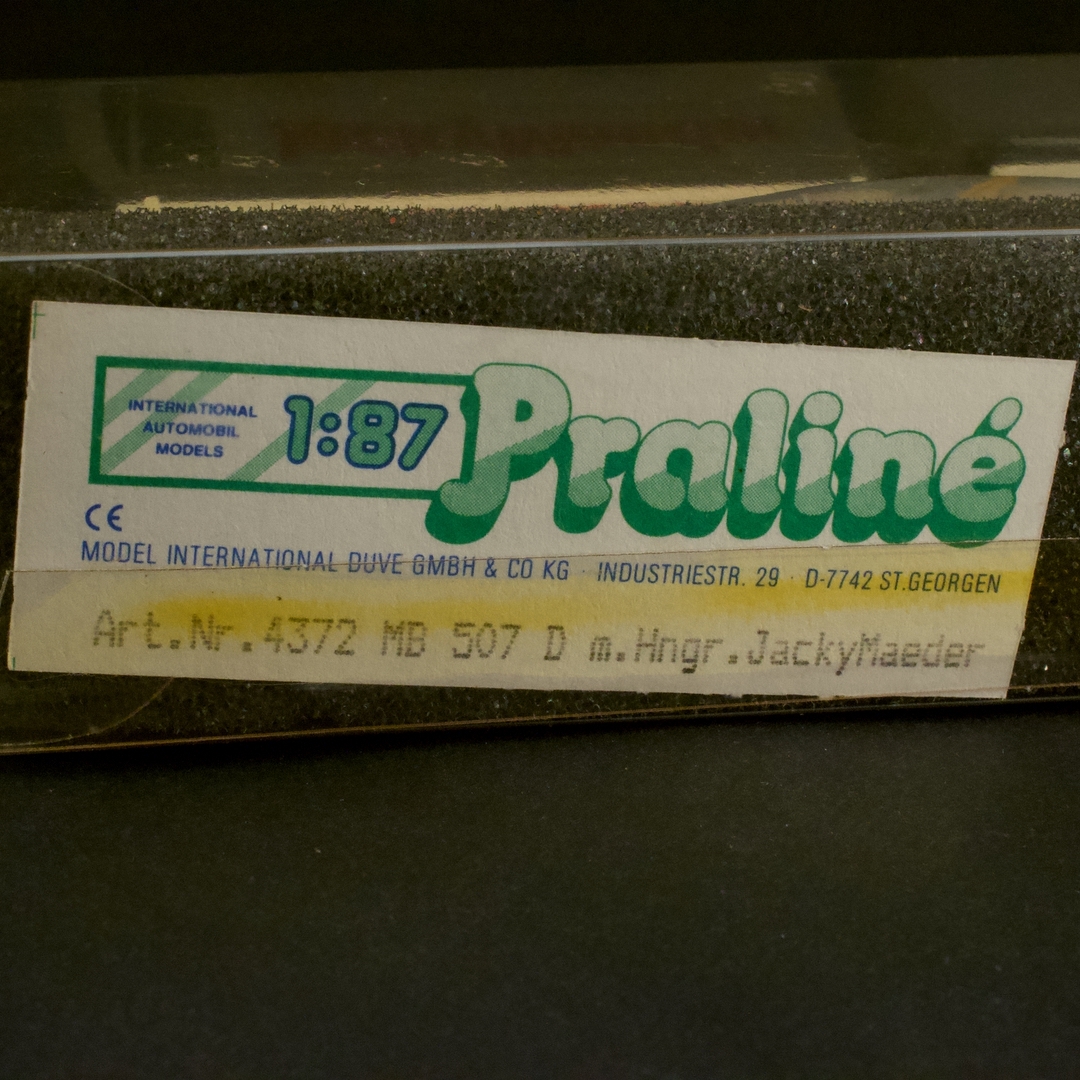 INTERNATIONAL
AUTOMOBIL
MODELS
1:87
Praliné
CE
MODEL INTERNATIONAL DUVE GMBH & CO KG · INDUSTRIESTR. 29 · D-7742 ST.GEORGEN
Art.Nr.4372 MB 507 D m.Hngr.JackyMaeder